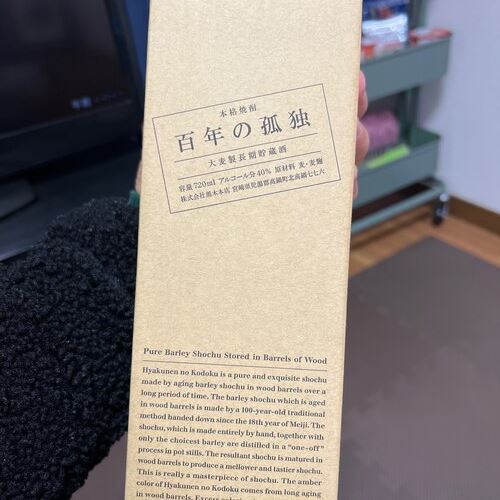 本格焼酎
百年の孤独
大麦製長期貯蔵酒
容量720ml アルコール分40% 原材料 麦・麦麹
株式会社黒木本店 宮崎県児湯郡高鍋町北高鍋七七六
Pure Barley Shochu Stored in Barrels of Wood
Hyakunen no Kodoku is a pure and exquisite shochu
made by aging barley shochu in wood barrels over a
long period of time. The barley shochu which is aged
in wood barrels is made by a 100-year-old traditional
method handed down since the 18th year of Meiji. The
shochu, which is made entirely by hand, together with
only the choicest barley are distilled in a "one-off"
process in pot stills. The resultant shochu is matured in
wood barrels to produce a mellower and tastier shochu.
This is really a masterpiece of shochu. The amber
color of Hyakunen no Kodoku comes from long aging
in wood barrels.